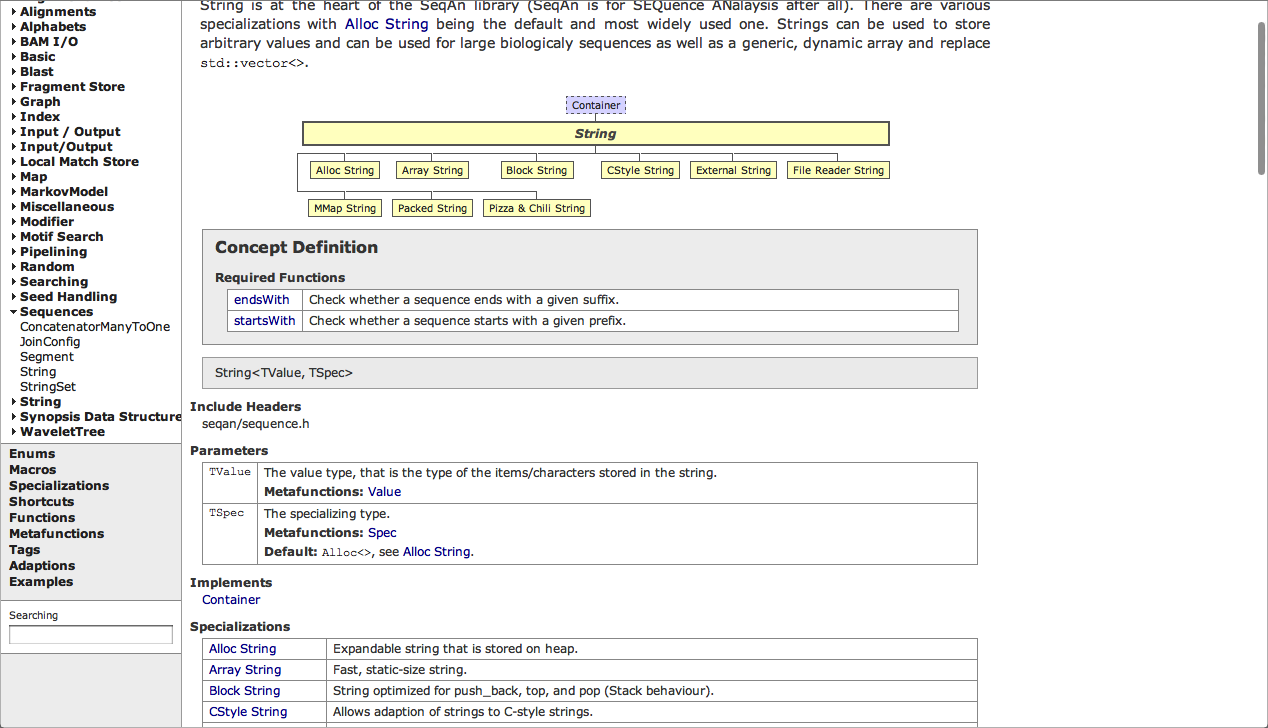 Alignments
Alphabets
BAM I/O
Basic
Blast
Fragment Store
Graph
Index
Input / Output
Input/Output
Local Match Store
Map
MarkovModel
Miscellaneous
Modifier
Motif Search
Pipelining
Random
Searching
Seed Handling
Sequences
ConcatenatorManyToOne
JoinConfig
Segment
String
StringSet
String
Synopsis Data Structure
WaveletTree
Enums
Macros
Specializations
Shortcuts
Functions
Metafunctions
Tags
Adaptions
Examples
Searching
String is at the heart of the SeqAn library (SeqAn is for SEQuence ANalaysis after all). There are various
specializations with Alloc String being the default and most widely used one. Strings can be used to store
arbitrary values and can be used for large biologicaly sequences as well as a generic, dynamic array and replace
std::vector<>.
Container
String
Alloc String Array String Block String CStyle String External String File Reader String
MMap String Packed String Pizza & Chili String
Concept Definition
Required Functions
endsWith Check whether a sequence ends with a given suffix.
startsWith Check whether a sequence starts with a given prefix.
String<TValue, TSpec>
Include Headers
seqan/sequence.h
Parameters
TValue The value type, that is the type of the items/characters stored in the string.
Metafunctions: Value
TSpec The specializing type.
Metafunctions: Spec
Default: Alloc<>, see Alloc String.
Implements
Container
Specializations
Alloc String Expandable string that is stored on heap.
Array String Fast, static-size string.
Block String String optimized for push_back, top, and pop (Stack behaviour).
CStyle String Allows adaption of strings to C-style strings.